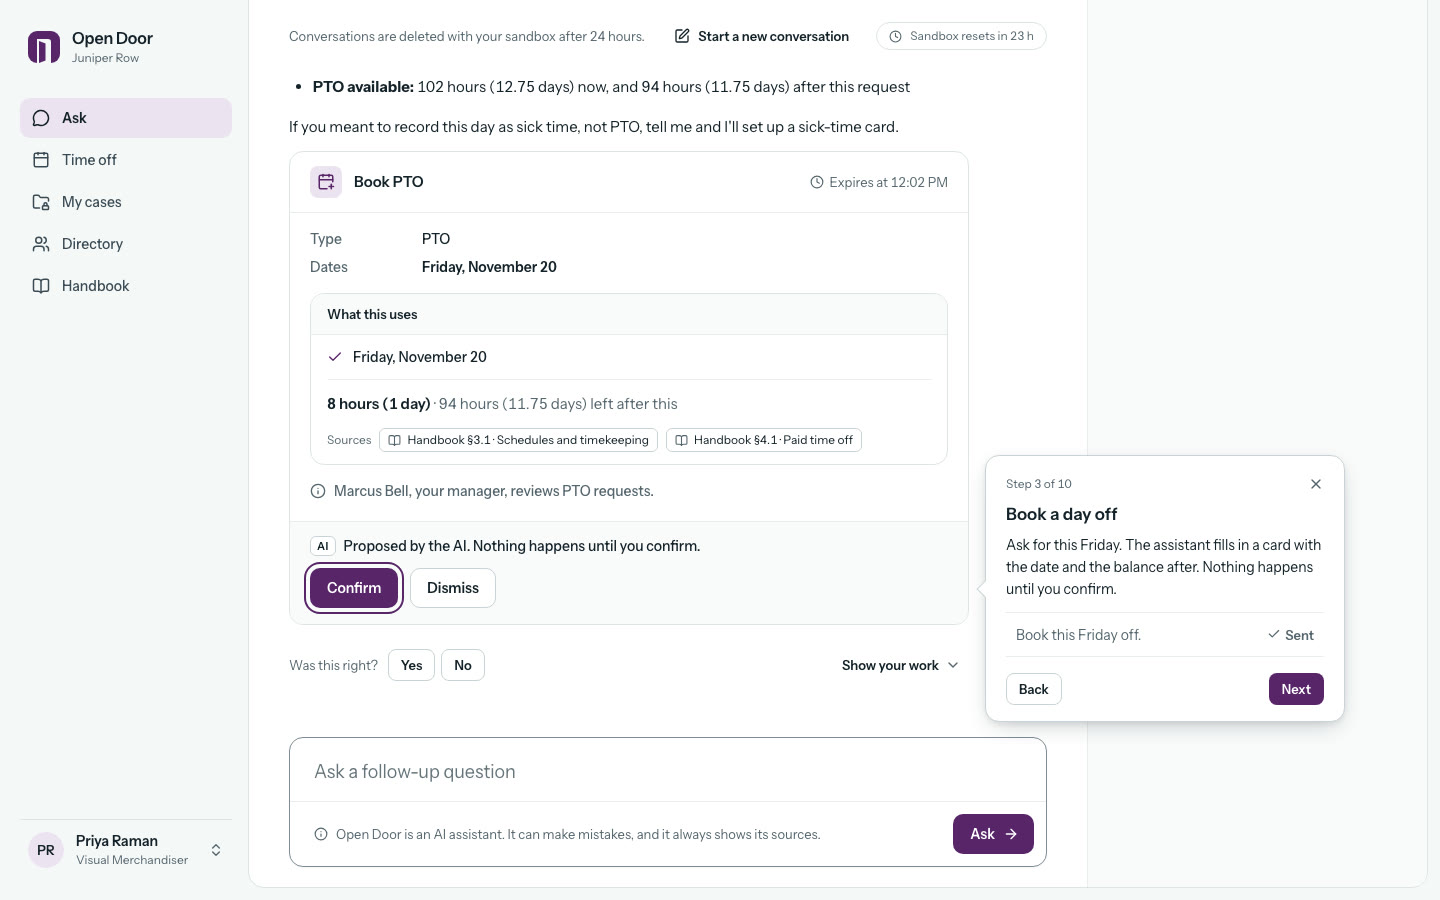 Open Door
Juniper Row
Ask
Time off
My cases
Directory
Handbook
PR
Priya Raman
Visual Merchandiser
Conversations are deleted with your sandbox after 24 hours.
Start a new conversation
Sandbox resets in 23 h
• PTO available: 102 hours (12.75 days) now, and 94 hours (11.75 days) after this request
If you meant to record this day as sick time, not PTO, tell me and I'll set up a sick-time card.
Book PTO
Expires at 12:02 PM
Type PTO
Dates Friday, November 20
What this uses
Friday, November 20
8 hours (1 day) · 94 hours (11.75 days) left after this
Sources Handbook §3.1 · Schedules and timekeeping Handbook §4.1 · Paid time off
Marcus Bell, your manager, reviews PTO requests.
AI Proposed by the AI. Nothing happens until you confirm.
Confirm Dismiss
Was this right? Yes No Show your work
Ask a follow-up question
Open Door is an AI assistant. It can make mistakes, and it always shows its sources.
Ask
Step 3 of 10
Book a day off
Ask for this Friday. The assistant fills in a card with
the date and the balance after. Nothing happens
until you confirm.
Book this Friday off. Sent
Back Next